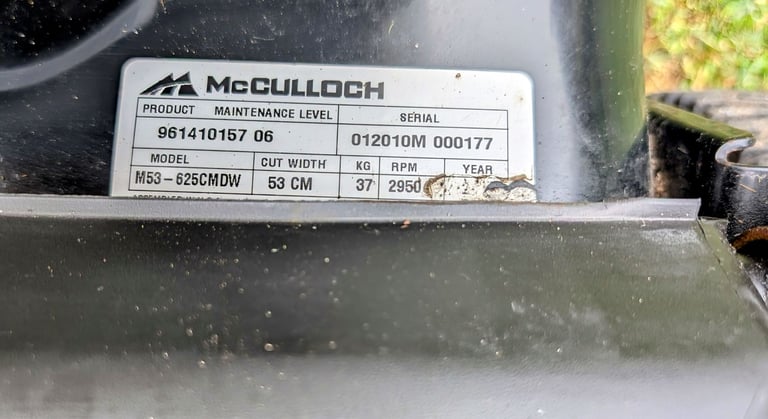 McCULLOCH
PRODUCT MAINTENANCE LEVEL SERIAL
961410157 06 012010M 000177
MODEL CUT WIDTH KG RPM YEAR
M53-625CMDW 53 CM 37 2950